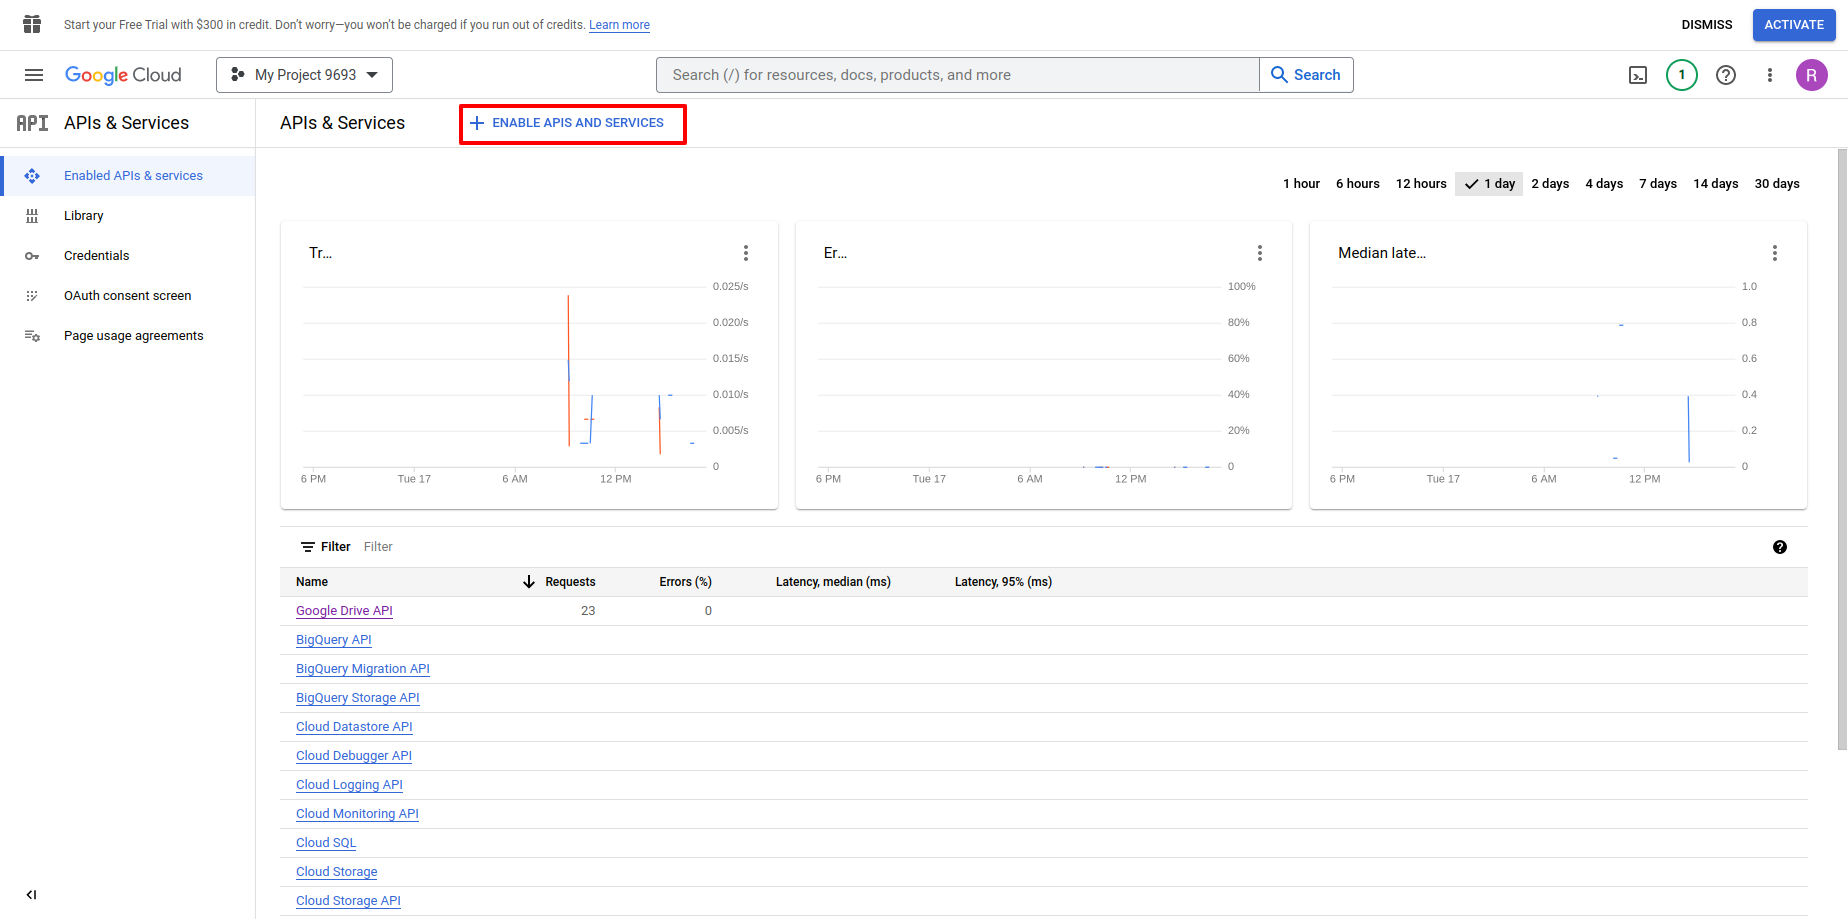 Start your Free Trial with $300 in credit. Don't worry—you won't be charged if you run out of credits. Learn more
DISMISS
ACTIVATE
Google Cloud
My Project 9693
Search (/) for resources, docs, products, and more
Search
1
R
API APIs & Services
APIs & Services
ENABLE APIS AND SERVICES
Enabled APIs & services
Library
Credentials
OAuth consent screen
Page usage agreements
1 hour 6 hours 12 hours 1 day 2 days 4 days 7 days 14 days 30 days
Tr...
0.025/s
0.020/s
0.015/s
0.010/s
0.005/s
0
6 PM Tue 17 6 AM 12 PM
Er...
100%
80%
60%
40%
20%
0
6 PM Tue 17 6 AM 12 PM
Median late...
1.0
0.8
0.6
0.4
0.2
0
6 PM Tue 17 6 AM 12 PM
Filter Filter
Name Requests Errors (%) Latency, median (ms) Latency, 95% (ms)
Google Drive API 23 0
BigQuery API
BigQuery Migration API
BigQuery Storage API
Cloud Datastore API
Cloud Debugger API
Cloud Logging API
Cloud Monitoring API
Cloud SQL
Cloud Storage
Cloud Storage API